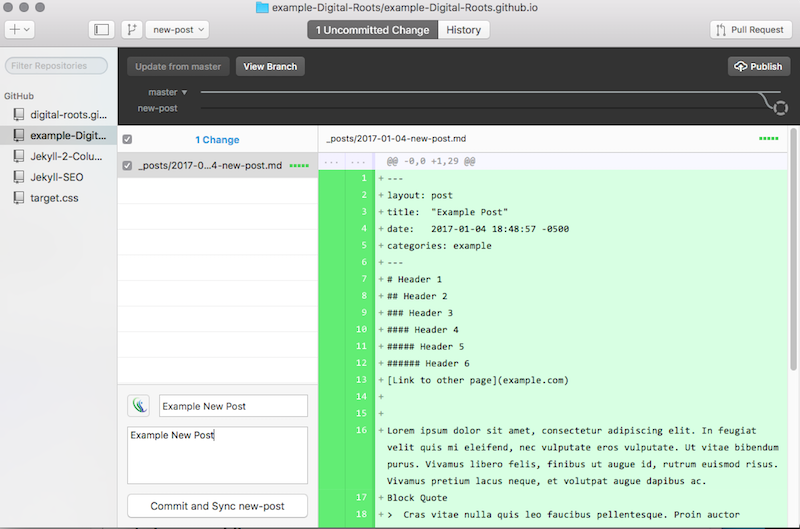 example-Digital-Roots/example-Digital-Roots.github.io
new-post
1 Uncommitted Change
History
Pull Request
Filter Repositories
Update from master
View Branch
Publish
master
new-post
GitHub
digital-roots.gi...
example-Digit...
Jekyll-2-Colu...
Jekyll-SEO
target.css
1 Change
_posts/2017-0...4-new-post.md
Example New Post
Example New Post
Commit and Sync new-post
_posts/2017-01-04-new-post.md
... ... @@ -0,0 +1,29 @@
1 +---
2 +layout: post
3 +title:  "Example Post"
4 +date:   2017-01-04 18:48:57 -0500
5 +categories: example
6 +---
7 +# Header 1
8 +## Header 2
9 +### Header 3
10 +#### Header 4
11 +##### Header 5
12 +###### Header 6
13 +[Link to other page](example.com)
14 +
15 +
16 +
Lorem ipsum dolor sit amet, consectetur adipiscing elit. In feugiat
velit quis mi eleifend, nec vulputate eros vulputate. Ut vitae bibendum
purus. Vivamus libero felis, finibus ut augue id, rutrum euismod risus.
Vivamus pretium lacus neque, et volutpat augue dapibus ac.
17 +Block Quote
18 +>  Cras vitae nulla quis leo faucibus pellentesque. Proin auctor